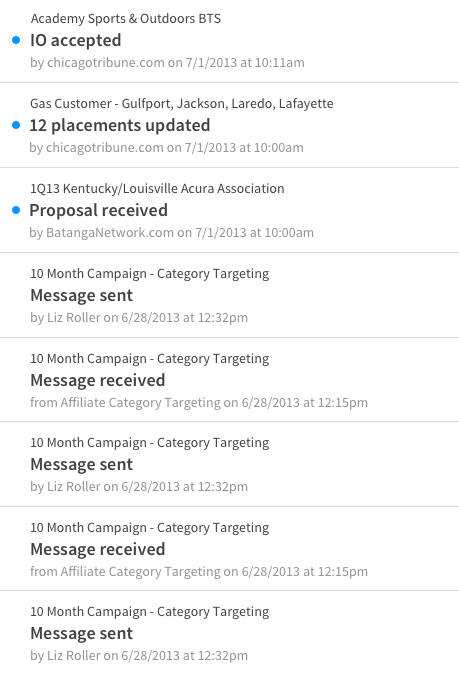 Academy Sports & Outdoors BTS
IO accepted
by chicagotribune.com on 7/1/2013 at 10:11am
Gas Customer - Gulfport, Jackson, Laredo, Lafayette
12 placements updated
by chicagotribune.com on 7/1/2013 at 10:00am
1Q13 Kentucky/Louisville Acura Association
Proposal received
by BatangaNetwork.com on 7/1/2013 at 10:00am
10 Month Campaign - Category Targeting
Message sent
by Liz Roller on 6/28/2013 at 12:32pm
10 Month Campaign - Category Targeting
Message received
from Affiliate Category Targeting on 6/28/2013 at 12:15pm
10 Month Campaign - Category Targeting
Message sent
by Liz Roller on 6/28/2013 at 12:32pm
10 Month Campaign - Category Targeting
Message received
from Affiliate Category Targeting on 6/28/2013 at 12:15pm
10 Month Campaign - Category Targeting
Message sent
by Liz Roller on 6/28/2013 at 12:32pm